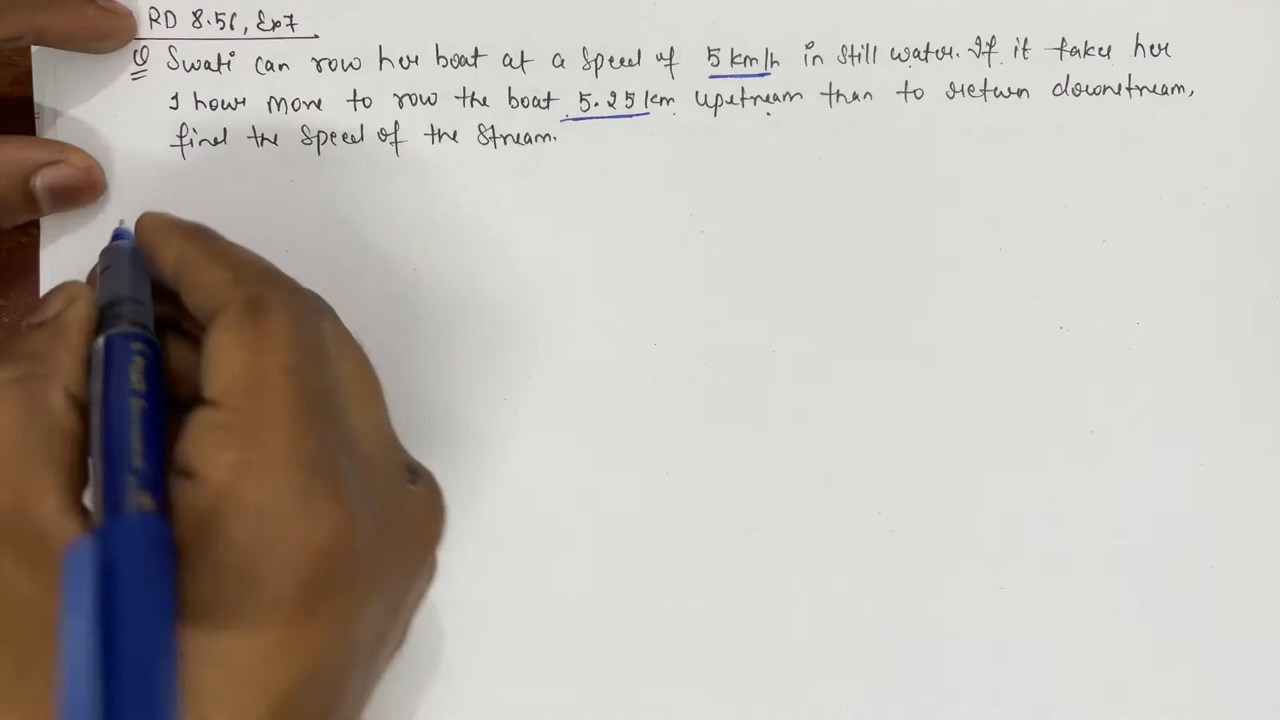 RD 8.56, Ex 7
Q Swati can row her boat at a speed of 5 km/h in still water. If it takes her
1 hour more to row the boat 5.25 km upstream than to return downstream,
find the speed of the stream.